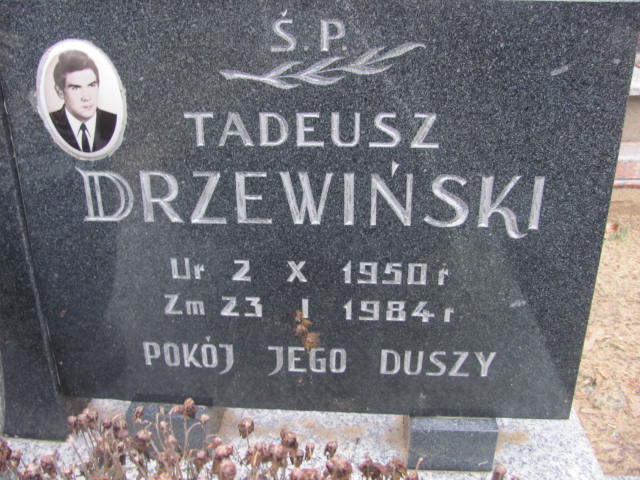 Ś.P.
TADEUSZ
DRZEWIŃSKI
Ur 2 X 1950 r
Zm 23 I 1984 r
POKÓJ JEGO DUSZY